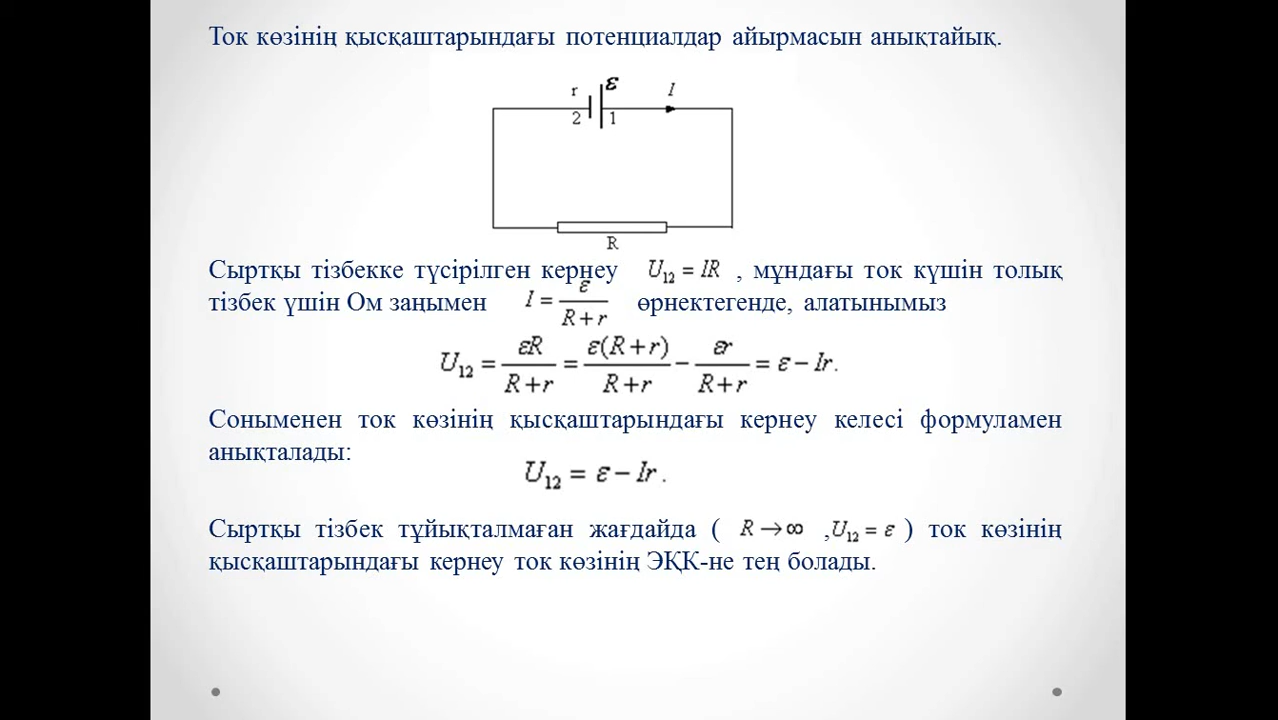 Ток көзінің қысқаштарындағы потенциалдар айырмасын анықтайық.
r ε I
2 1
R
Сыртқы тізбекке түсірілген кернеу U₁₂ = IR , мұндағы ток күшін толық
тізбек үшін Ом заңымен I = ε/(R+r) өрнектегенде, алатынымыз
U₁₂ = εR/(R+r) = ε(R+r)/(R+r) − εr/(R+r) = ε − Ir.
Соныменен ток көзінің қысқаштарындағы кернеу келесі формуламен
анықталады:
U₁₂ = ε − Ir.
Сыртқы тізбек тұйықталмаған жағдайда ( R → ∞ ,U₁₂ = ε ) ток көзінің
қысқаштарындағы кернеу ток көзінің ЭҚК-не тең болады.